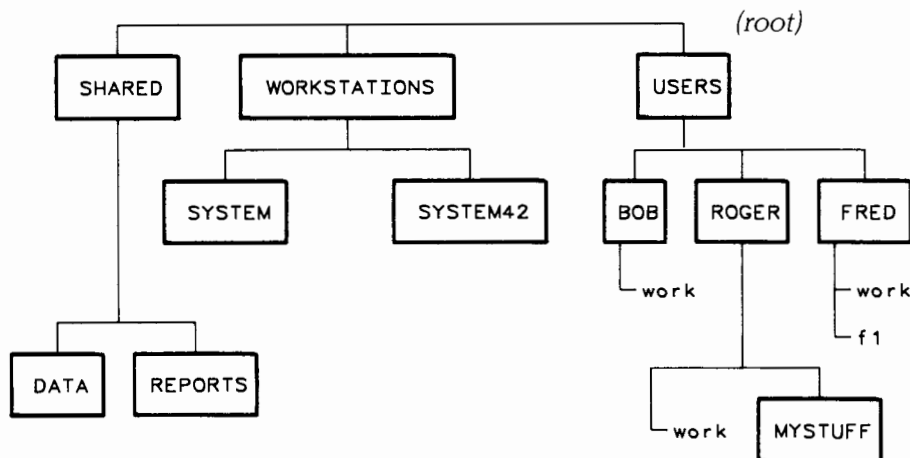 (root)
SHARED
WORKSTATIONS
USERS
SYSTEM
SYSTEM42
BOB
ROGER
FRED
work
work
f1
DATA
REPORTS
work
MYSTUFF